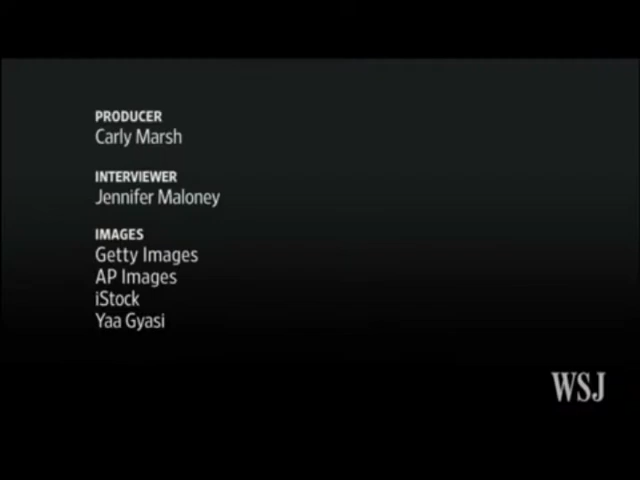 PRODUCER
Carly Marsh
INTERVIEWER
Jennifer Maloney
IMAGES
Getty Images
AP Images
iStock
Yaa Gyasi
WSJ